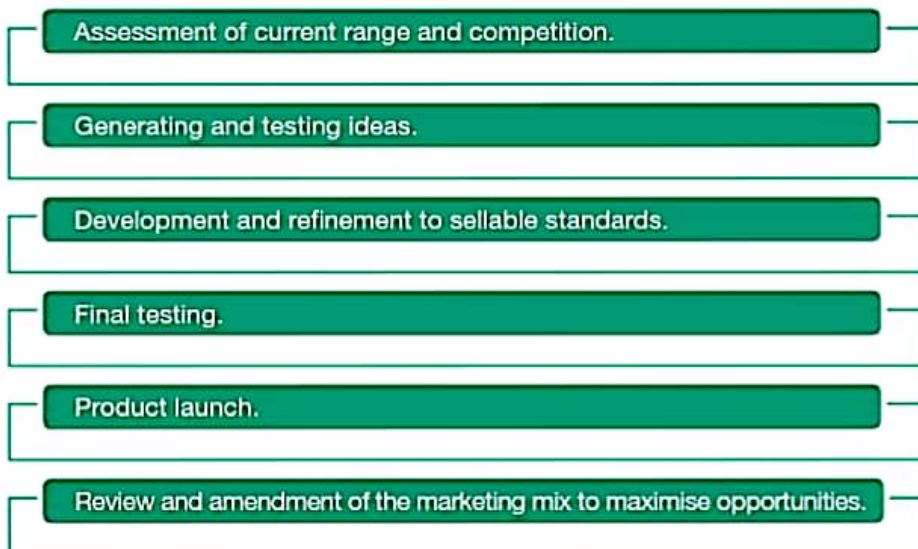 Assessment of current range and competition.
Generating and testing ideas.
Development and refinement to sellable standards.
Final testing.
Product launch.
Review and amendment of the marketing mix to maximise opportunities.